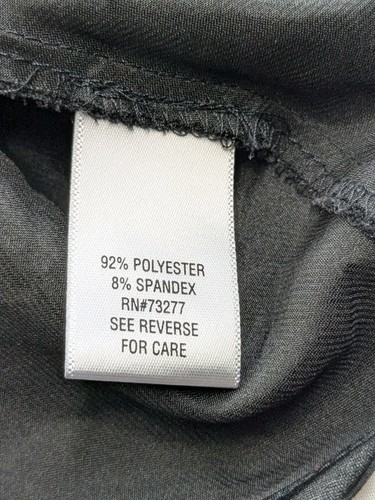 92% POLYESTER
8% SPANDEX
RN#73277
SEE REVERSE
FOR CARE